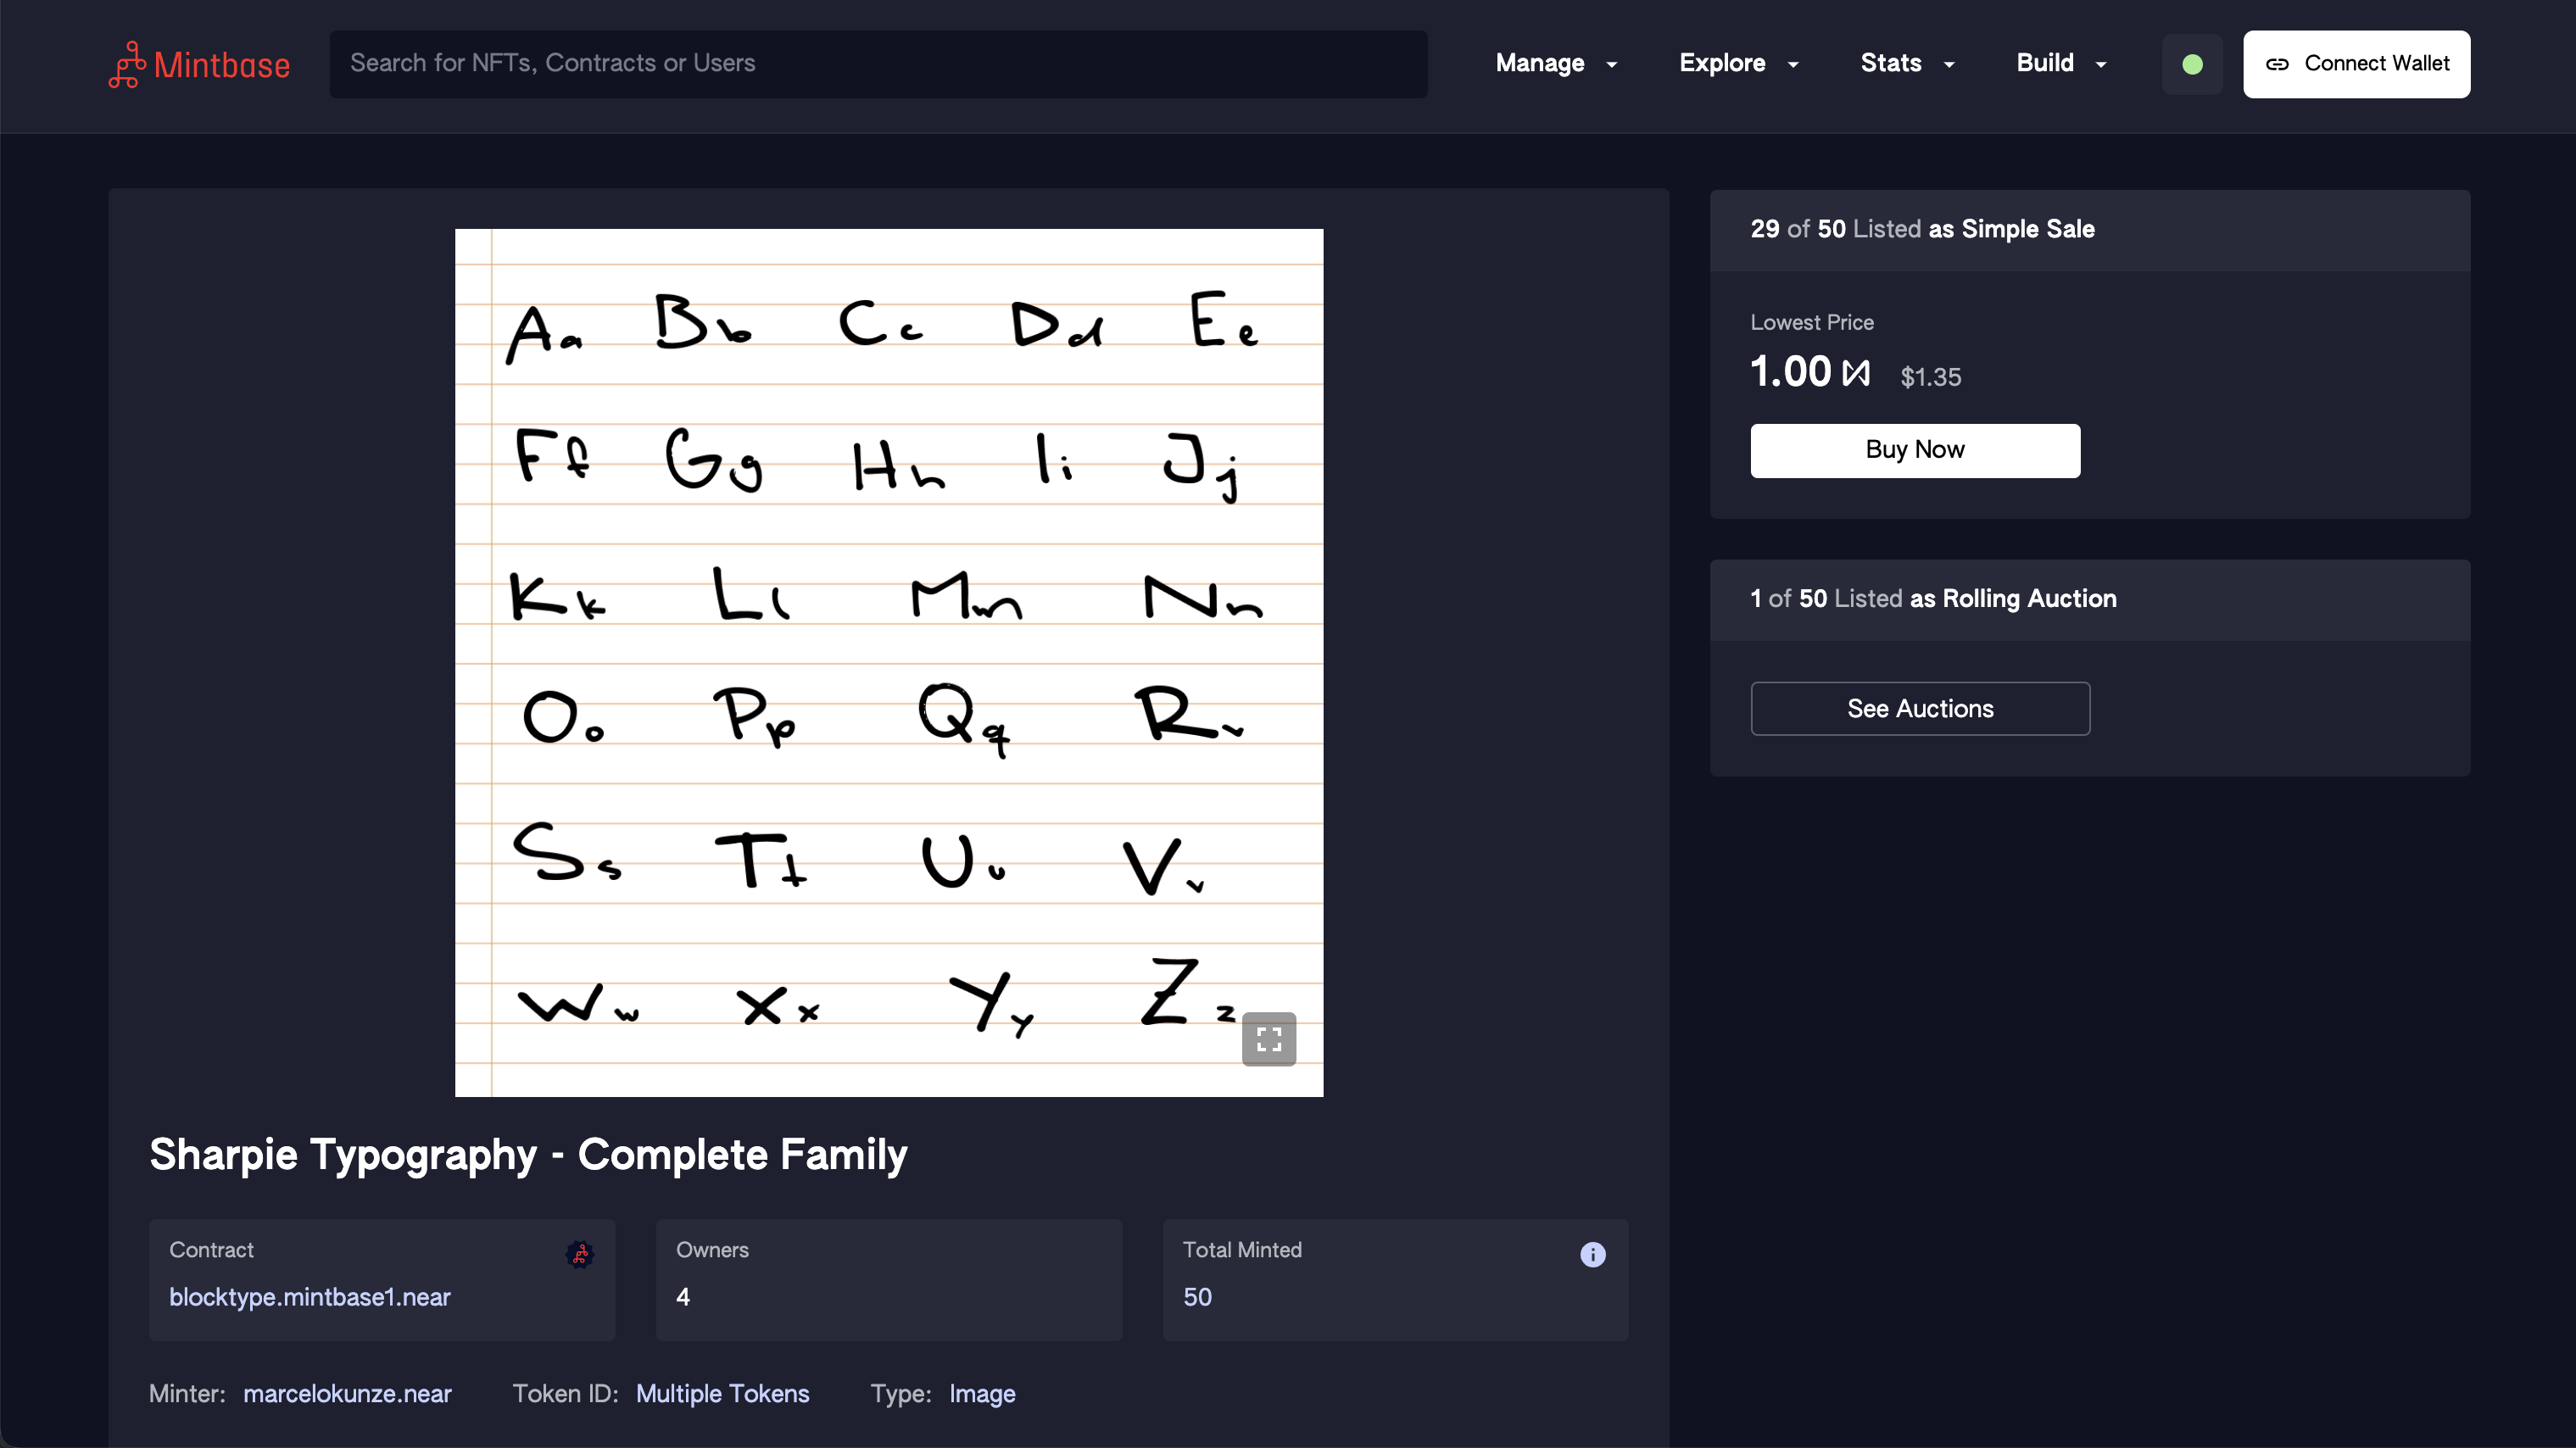 Mintbase
Search for NFTs, Contracts or Users
Manage
Explore
Stats
Build
Connect Wallet
Aa Bb Cc Dd Ee
Ff Gg Hh Ii Jj
Kk Ll Mm Nn
Oo Pp Qq Rr
Ss Tt Uu Vv
Ww Xx Yy Zz
Sharpie Typography - Complete Family
Contract
blocktype.mintbase1.near
Owners
4
Total Minted
50
Minter: marcelokunze.near Token ID: Multiple Tokens Type: Image
29 of 50 Listed as Simple Sale
Lowest Price
1.00 $1.35
Buy Now
1 of 50 Listed as Rolling Auction
See Auctions